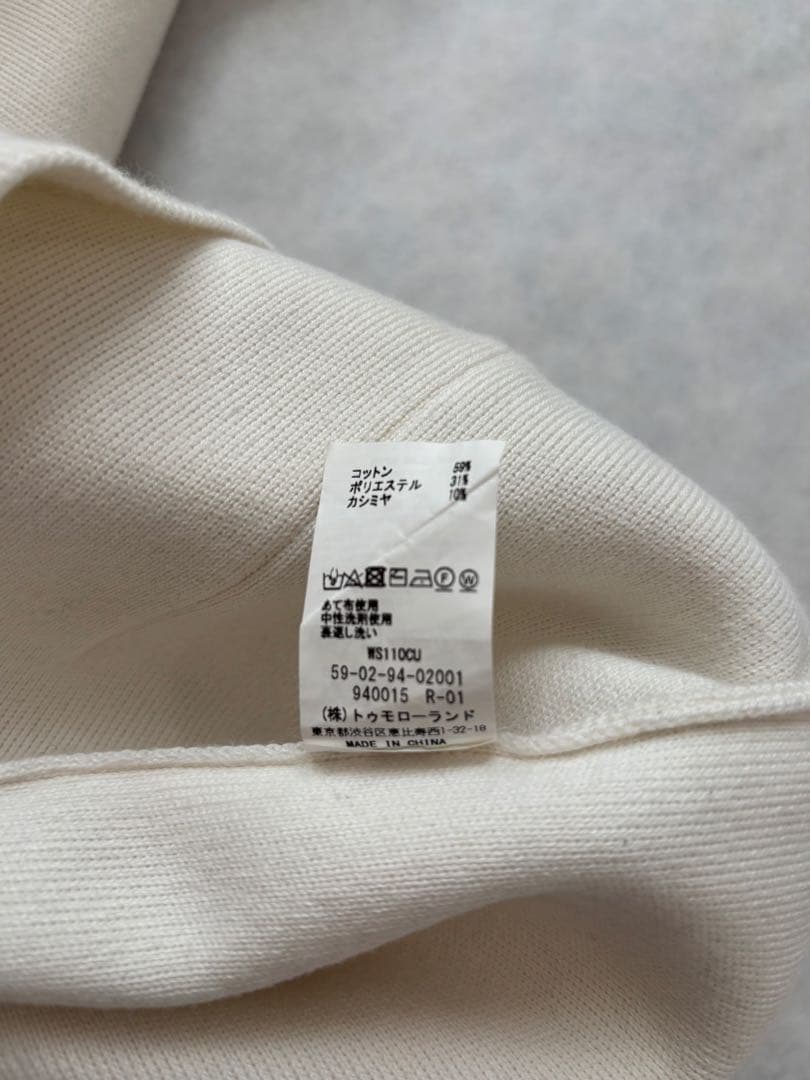 コットン 59%
ポリエステル 31%
カシミヤ 10%
あて布使用
中性洗剤使用
裏返し洗い
WS110CU
59-02-94-02001
940015 R-01
(株)トゥモローランド
東京都渋谷区恵比寿西1-32-18
MADE IN CHINA